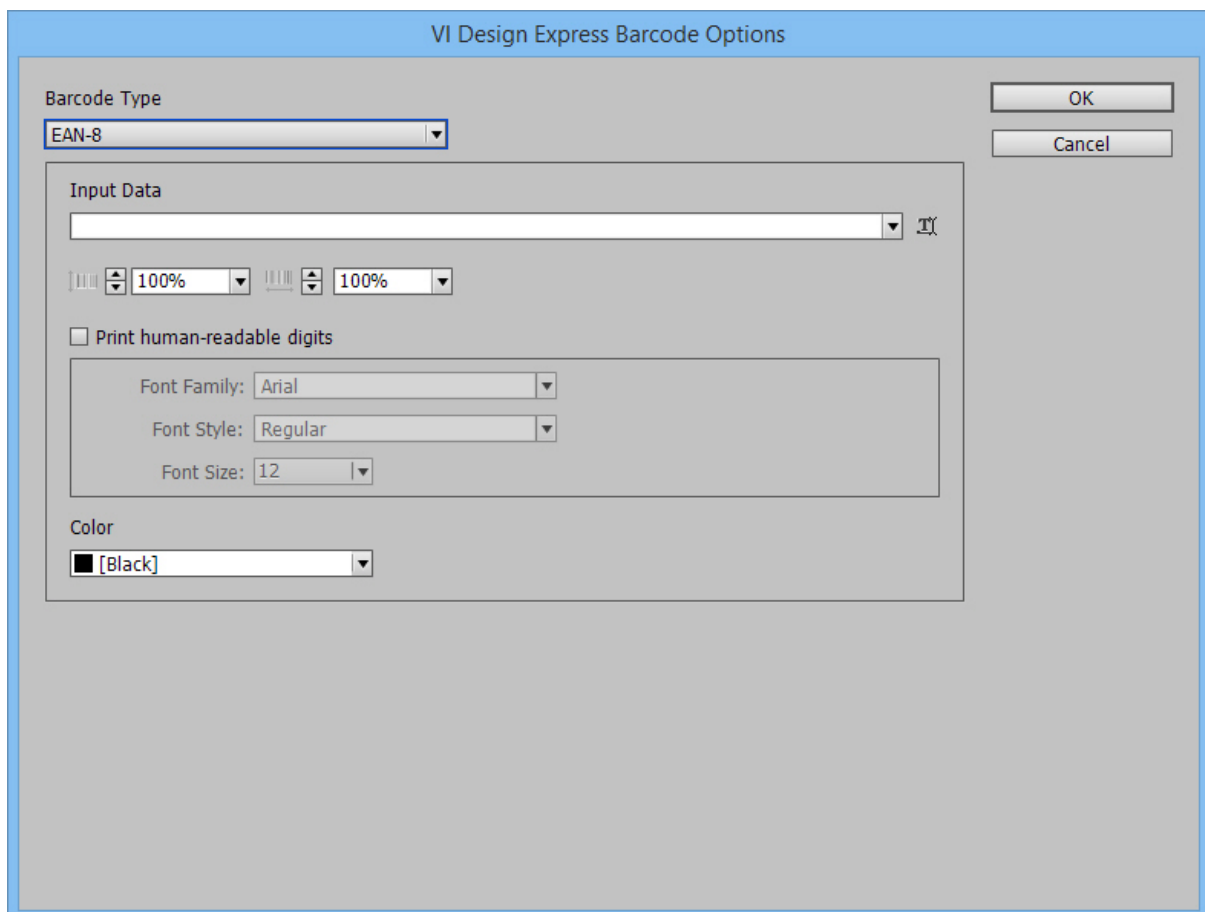 VI Design Express Barcode Options
Barcode Type
OK
EAN-8
Cancel
Input Data
100% 100%
Print human-readable digits
Font Family: Arial
Font Style: Regular
Font Size: 12
Color
[Black]